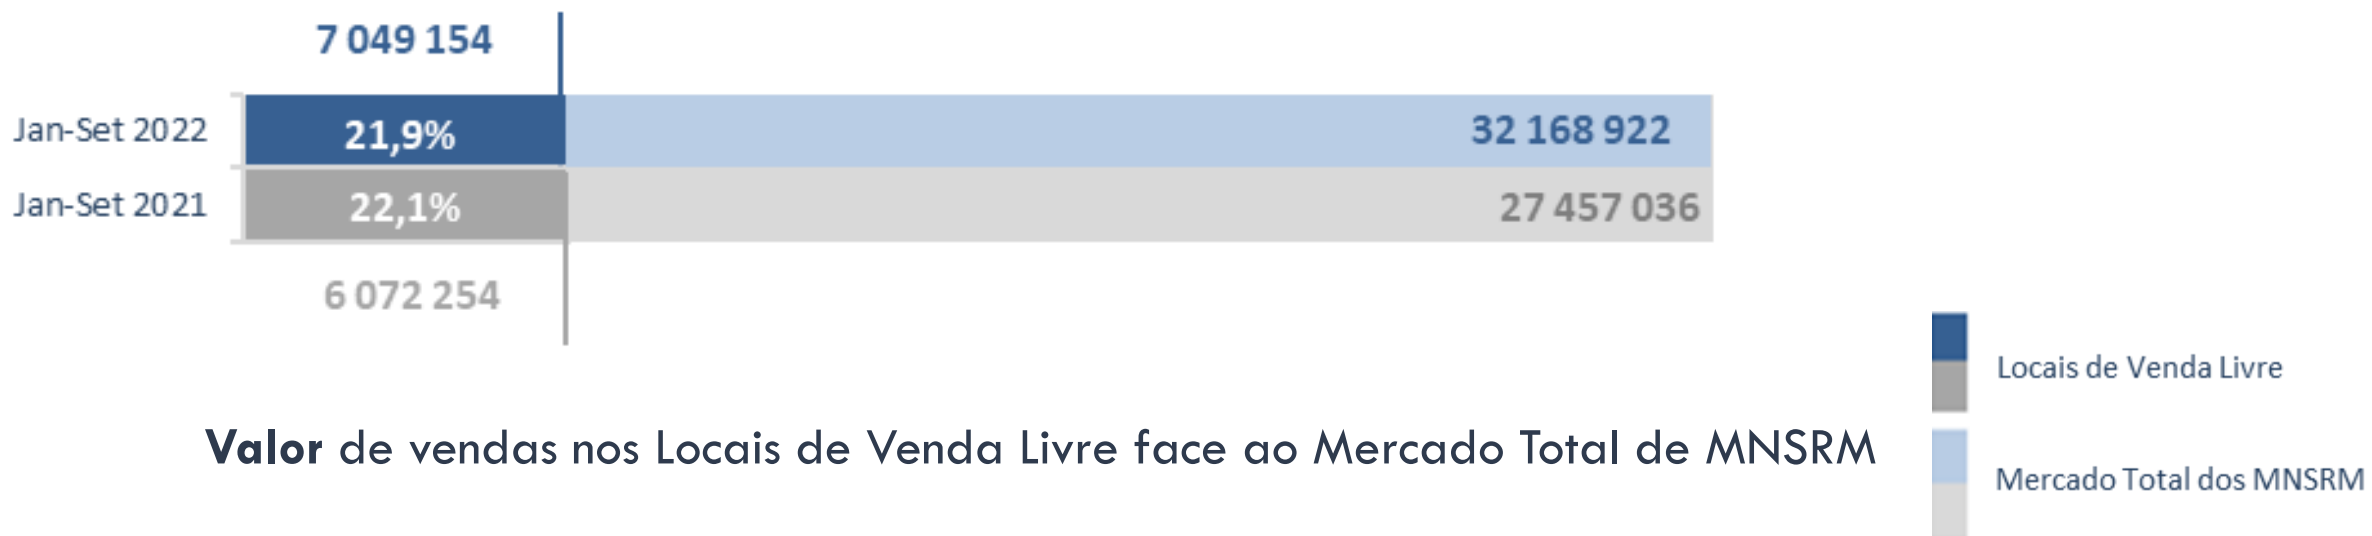 7 049 154
Jan-Set 2022 21,9% 32 168 922
Jan-Set 2021 22,1% 27 457 036
6 072 254
Locais de Venda Livre
Valor de vendas nos Locais de Venda Livre face ao Mercado Total de MNSRM
Mercado Total dos MNSRM